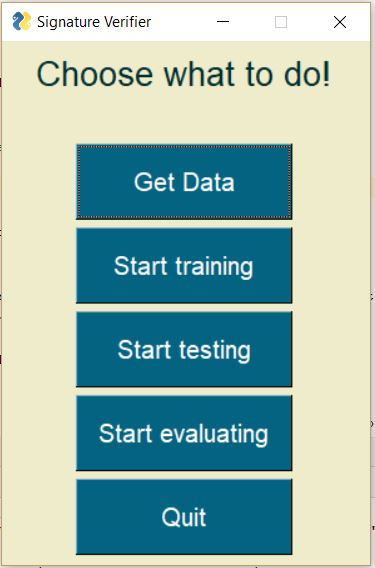 Signature Verifier
Choose what to do!
Get Data
Start training
Start testing
Start evaluating
Quit